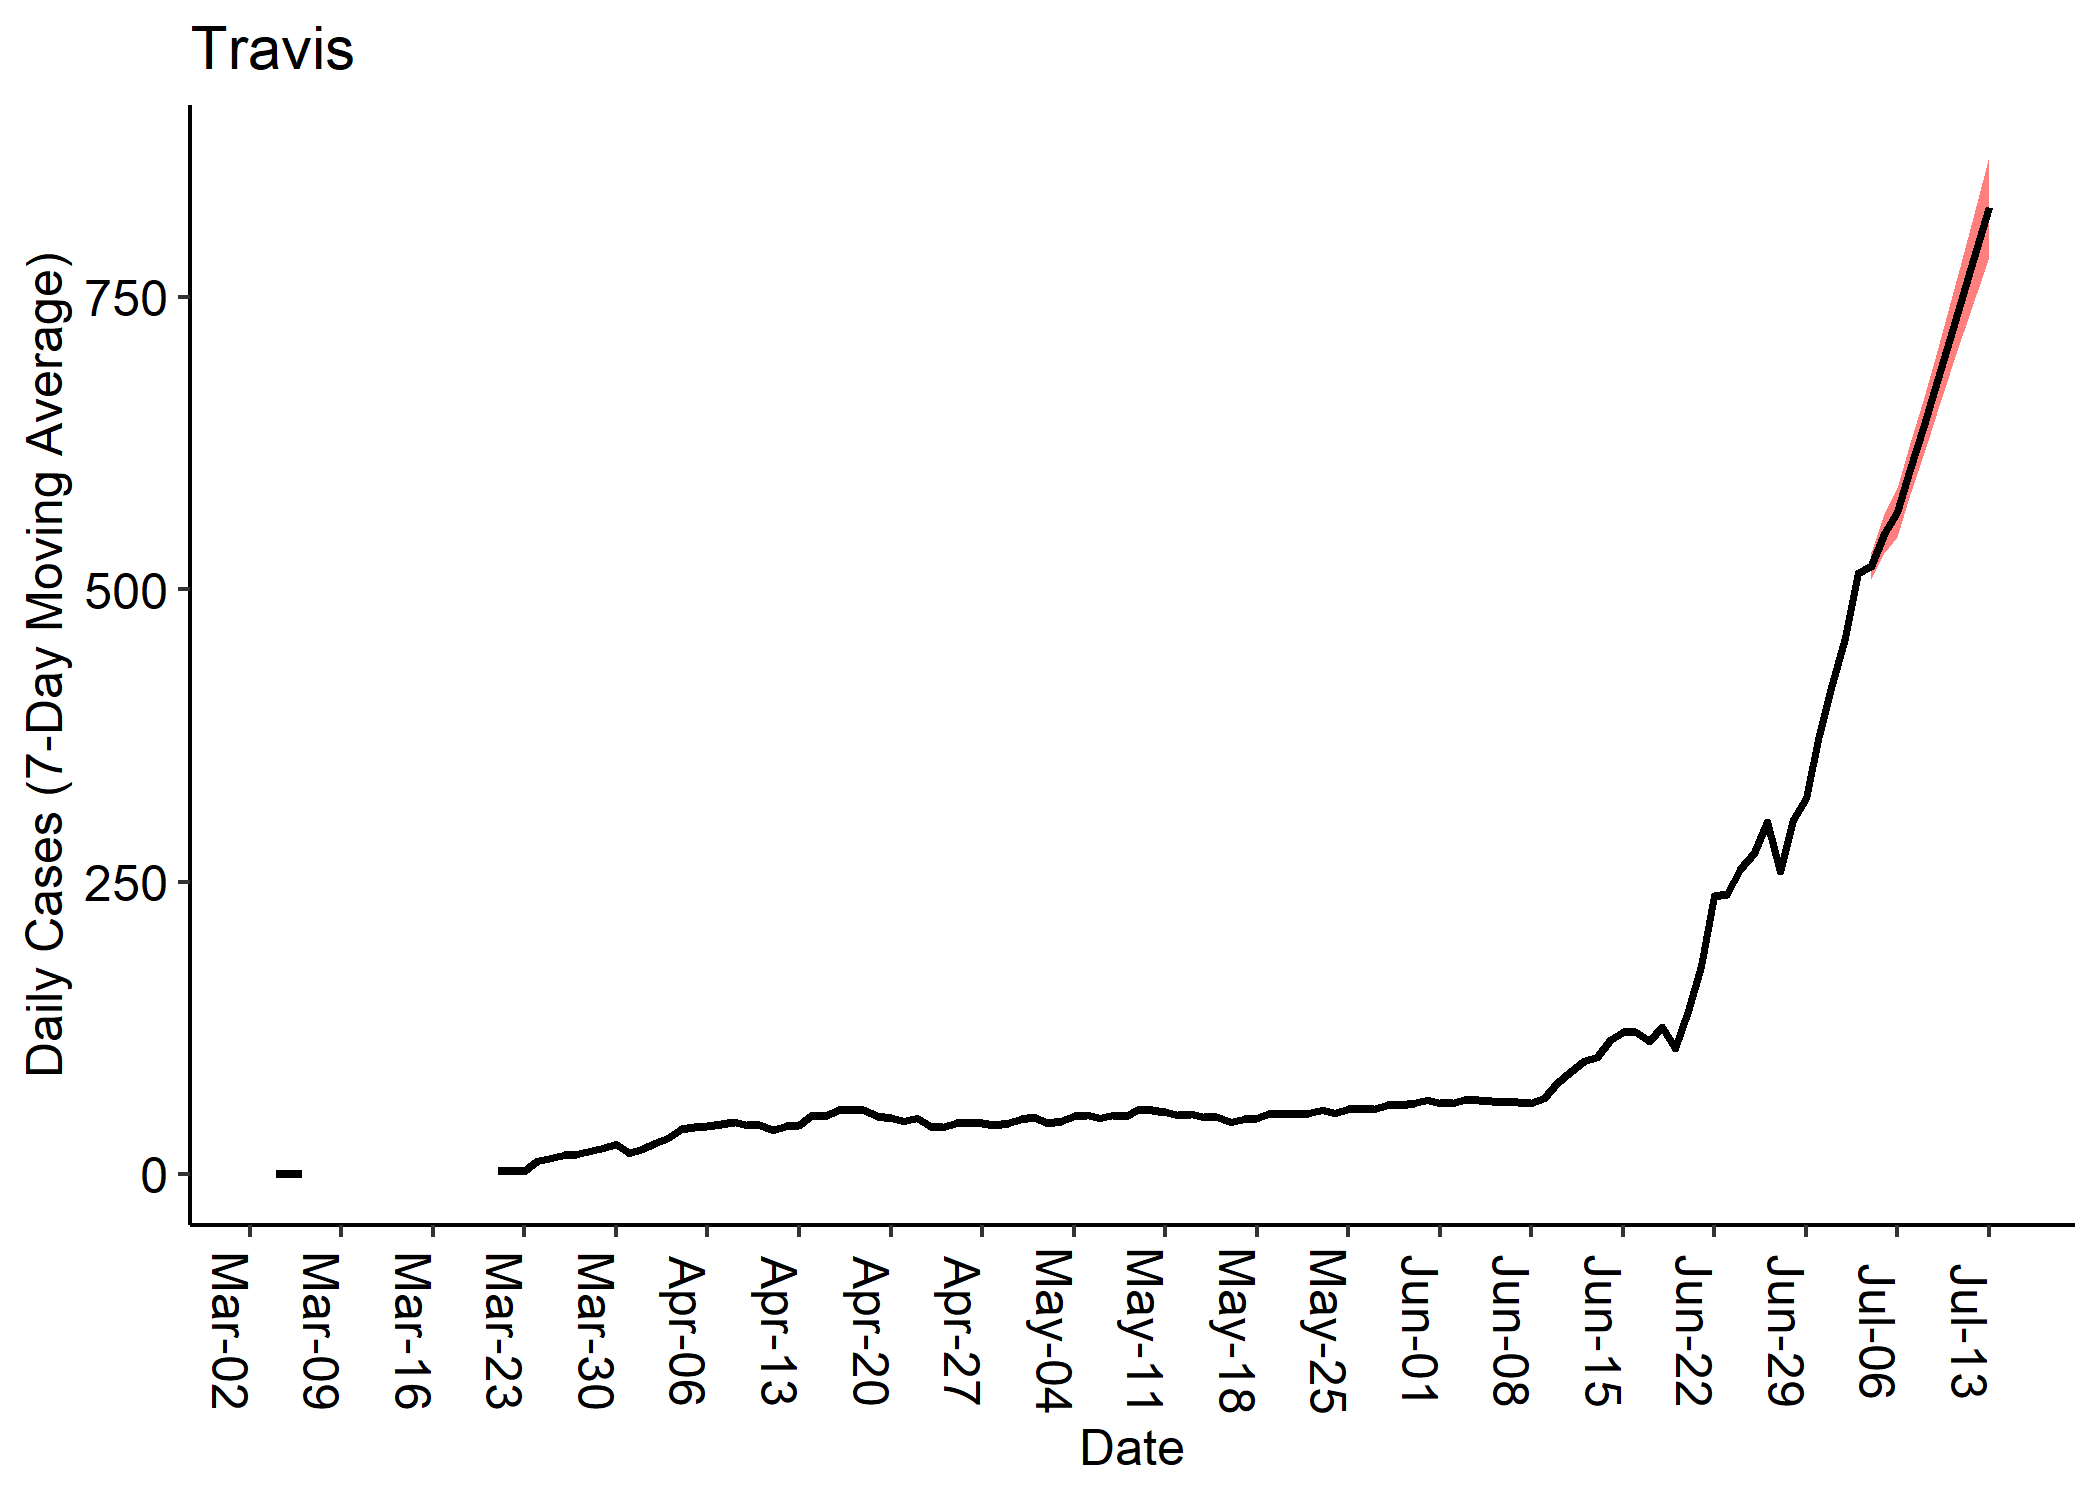 Travis
Daily Cases (7-Day Moving Average)
750
500
250
0
Mar-02
Mar-09
Mar-16
Mar-23
Mar-30
Apr-06
Apr-13
Apr-20
Apr-27
May-04
May-11
May-18
May-25
Jun-01
Jun-08
Jun-15
Jun-22
Jun-29
Jul-06
Jul-13
Date